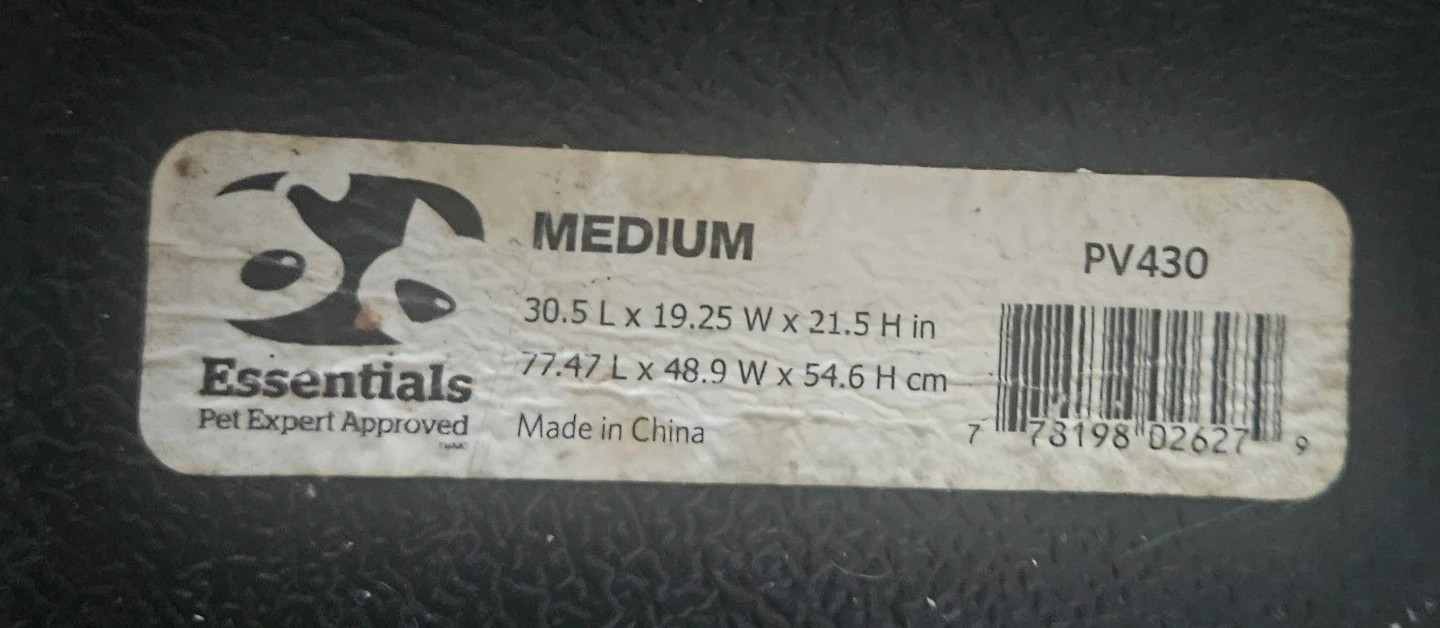 Essentials
Pet Expert Approved
MEDIUM
30.5 L x 19.25 W x 21.5 H in
77.47 L x 48.9 W x 54.6 H cm
Made in China
PV430
7 73198 02627 9